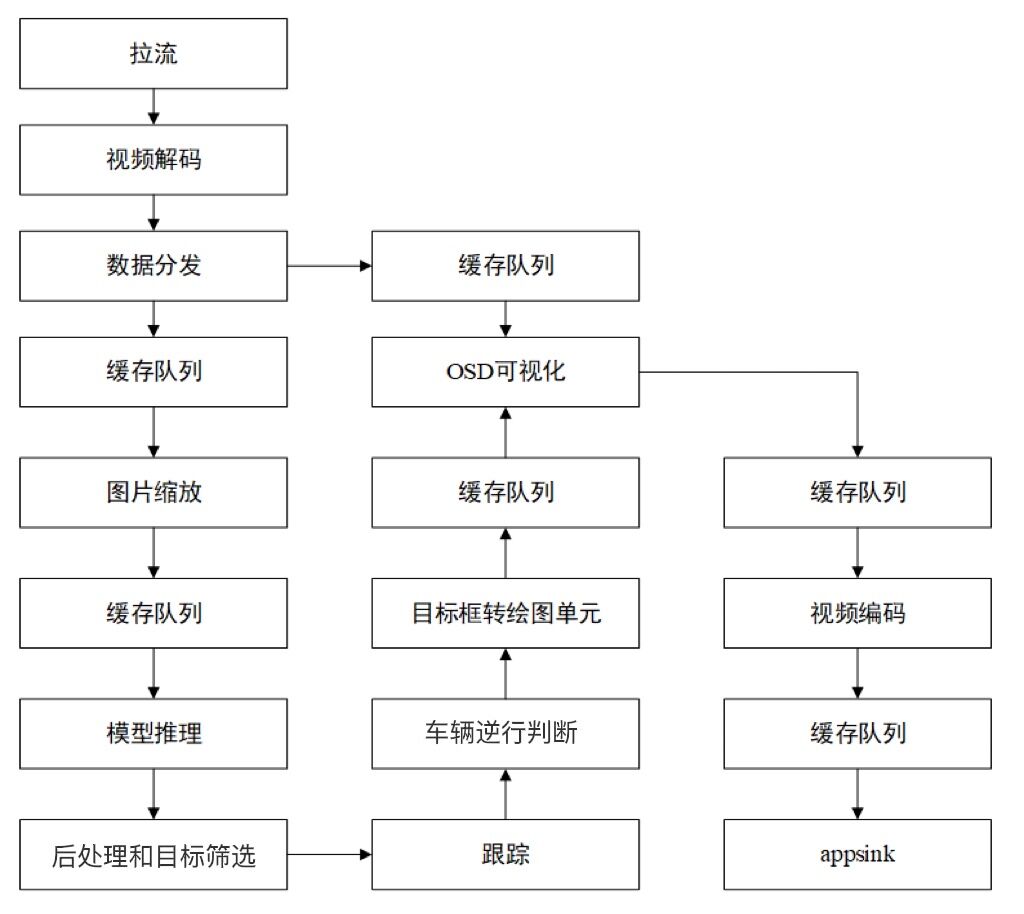 拉流
视频解码
数据分发
缓存队列
缓存队列
OSD可视化
图片缩放
缓存队列
缓存队列
缓存队列
目标框转绘图单元
视频编码
模型推理
车辆逆行判断
缓存队列
后处理和目标筛选
跟踪
appsink